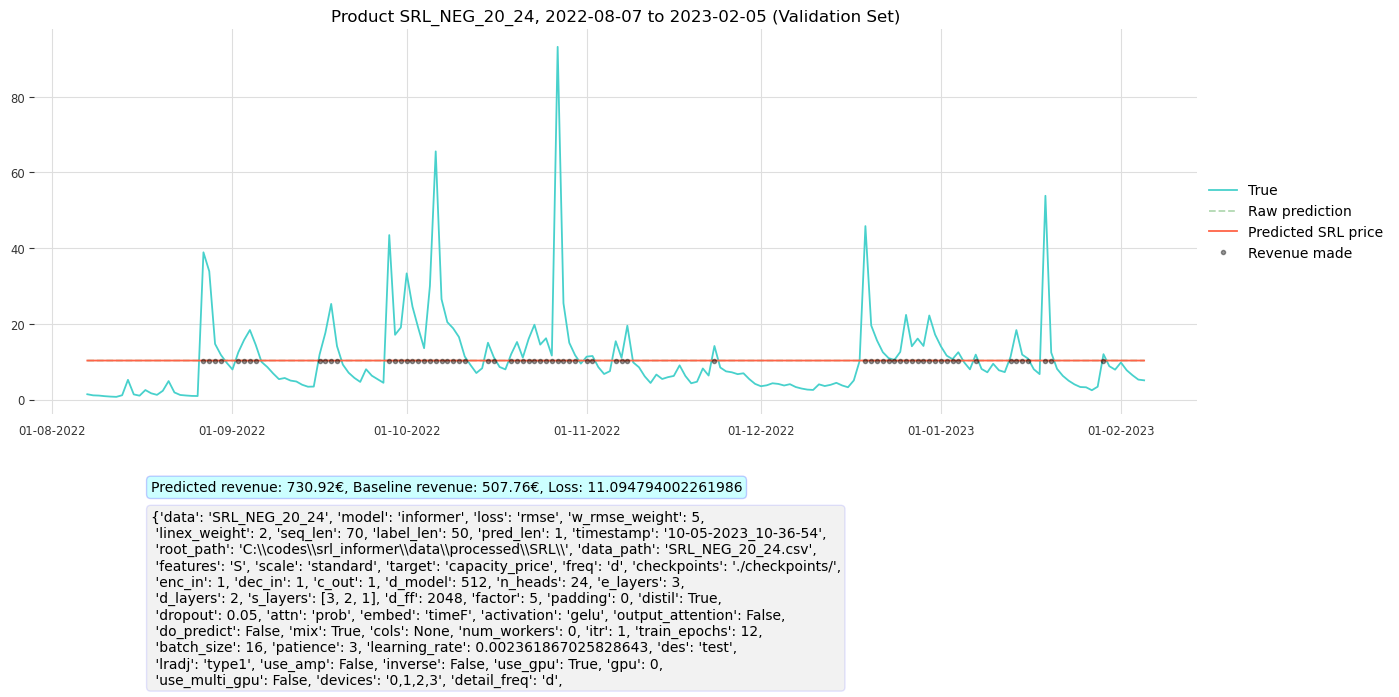 Product SRL_NEG_20_24, 2022-08-07 to 2023-02-05 (Validation Set)
80
60
40
20
0
01-08-2022
01-09-2022
01-10-2022
01-11-2022
01-12-2022
01-01-2023
01-02-2023
True
Raw prediction
Predicted SRL price
Revenue made
Predicted revenue: 730.92€, Baseline revenue: 507.76€, Loss: 11.094794002261986
{'data': 'SRL_NEG_20_24', 'model': 'informer', 'loss': 'rmse', 'w_rmse_weight': 5,
'linex_weight': 2, 'seq_len': 70, 'label_len': 50, 'pred_len': 1, 'timestamp': '10-05-2023_10-36-54',
'root_path': 'C:\\codes\\srl_informer\\data\\processed\\SRL\\', 'data_path': 'SRL_NEG_20_24.csv',
'features': 'S', 'scale': 'standard', 'target': 'capacity_price', 'freq': 'd', 'checkpoints': './checkpoints/',
'enc_in': 1, 'dec_in': 1, 'c_out': 1, 'd_model': 512, 'n_heads': 24, 'e_layers': 3,
'd_layers': 2, 's_layers': [3, 2, 1], 'd_ff': 2048, 'factor': 5, 'padding': 0, 'distil': True,
'dropout': 0.05, 'attn': 'prob', 'embed': 'timeF', 'activation': 'gelu', 'output_attention': False,
'do_predict': False, 'mix': True, 'cols': None, 'num_workers': 0, 'itr': 1, 'train_epochs': 12,
'batch_size': 16, 'patience': 3, 'learning_rate': 0.002361867025828643, 'des': 'test',
'lradj': 'type1', 'use_amp': False, 'inverse': False, 'use_gpu': True, 'gpu': 0,
'use_multi_gpu': False, 'devices': '0,1,2,3', 'detail_freq': 'd',